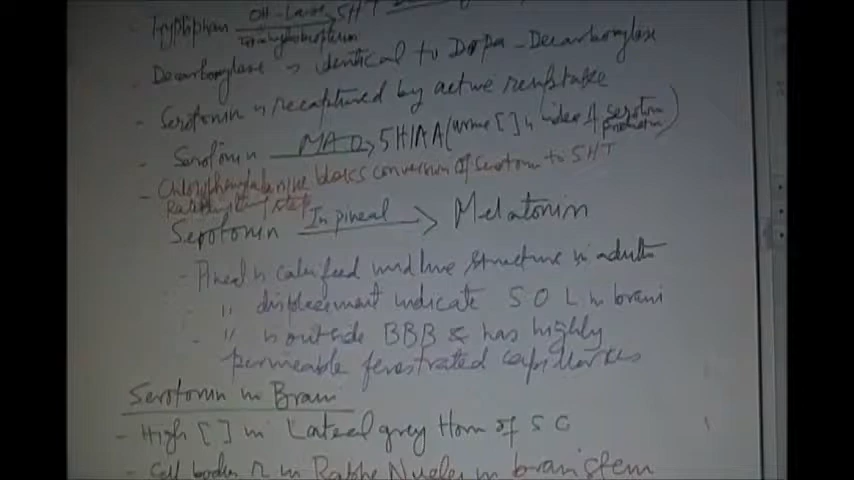 Tryptophan OH-Lase 5HT
Decarboxylase → identical to Dopa-Decarboxylase
- Serotonin is recaptured by active reuptake
- Serotonin MAO 5HIAA (urine [ ] is index of serotonin production)
- Chlorophenylalanine blocks conversion of serotonin to 5HT
Rate limiting step
Serotonin In pineal Melatonin
- Pineal is calcified midline structure in adults
" displacement indicate S O L in brain
- " is outside BBB & has highly
permeable fenestrated capillaries
Serotonin in Brain
- High [ ] in Lateral grey Horn of SC
- Cell bodies r in Raphe Nuclei in brainstem